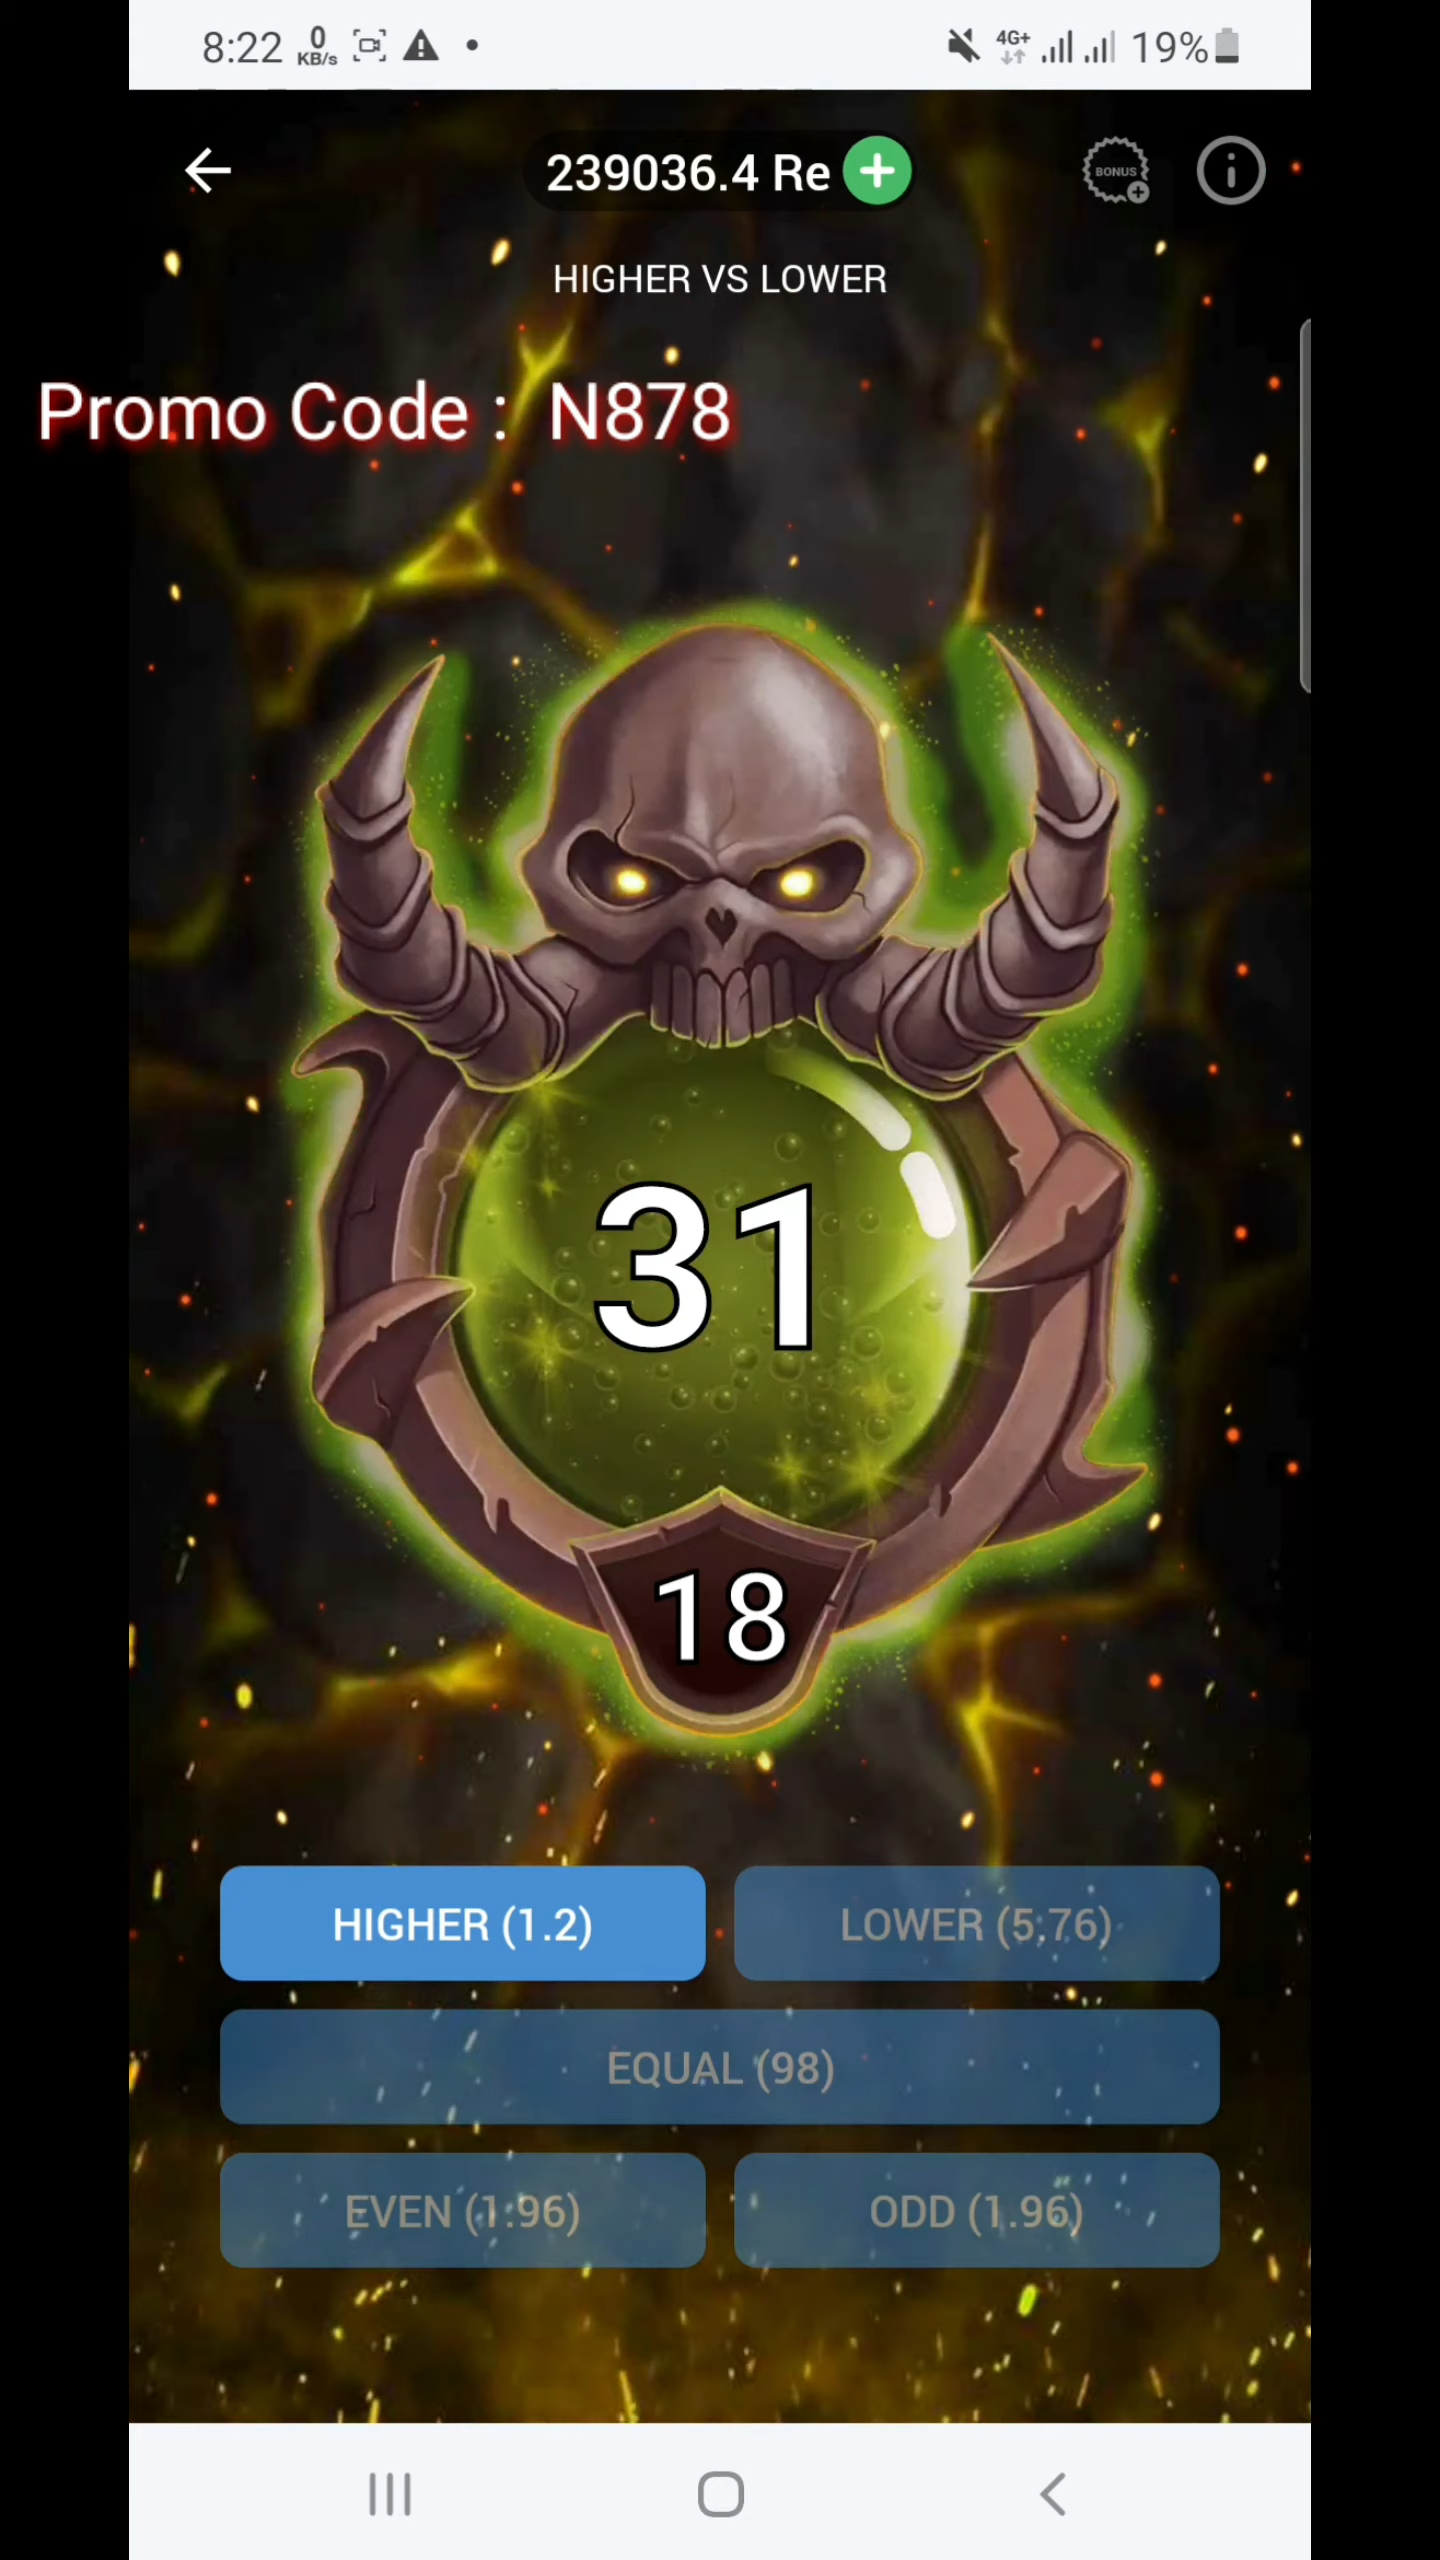 8:22 0 KB/s 4G+ 19%
239036.4 Re BONUS
HIGHER VS LOWER
Promo Code : N878
31
18
HIGHER (1.2) LOWER (5.76)
EQUAL (98)
EVEN (1.96) ODD (1.96)